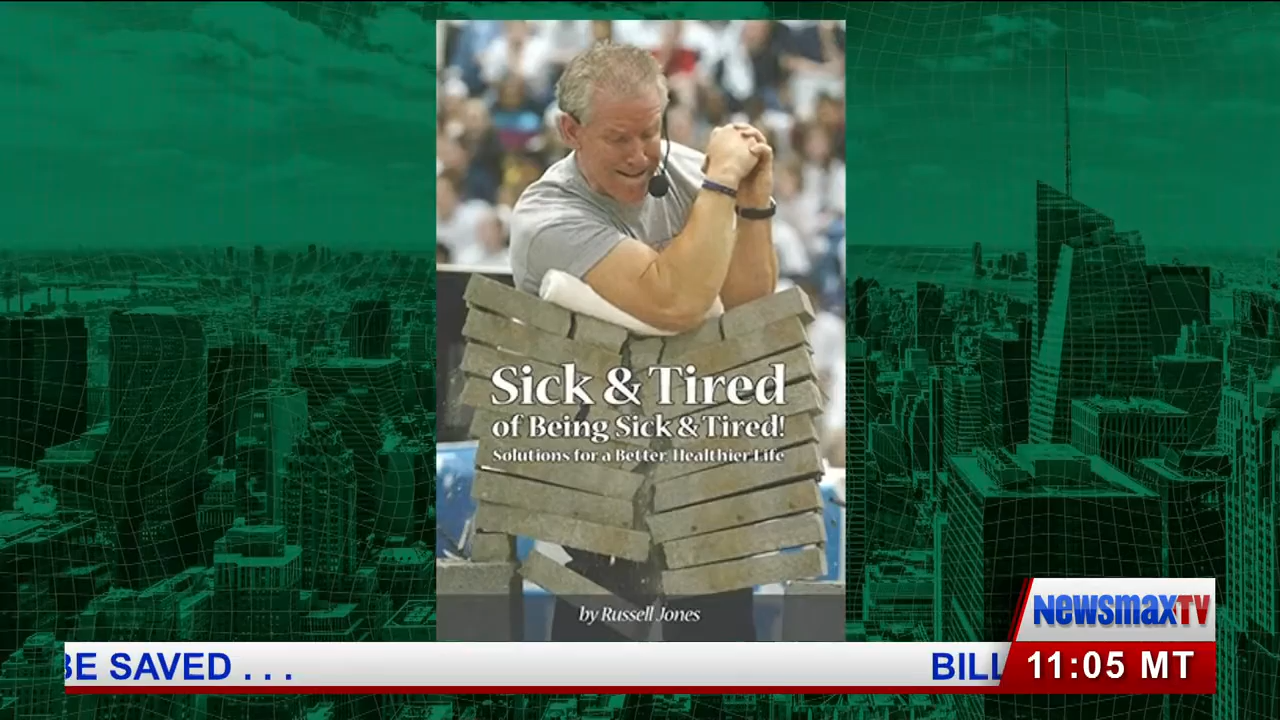 Sick & Tired
of Being Sick & Tired!
Solutions for a Better, Healthier Life
by Russell Jones
NEWSMAXTV
BE SAVED . . .
BILL
11:05 MT